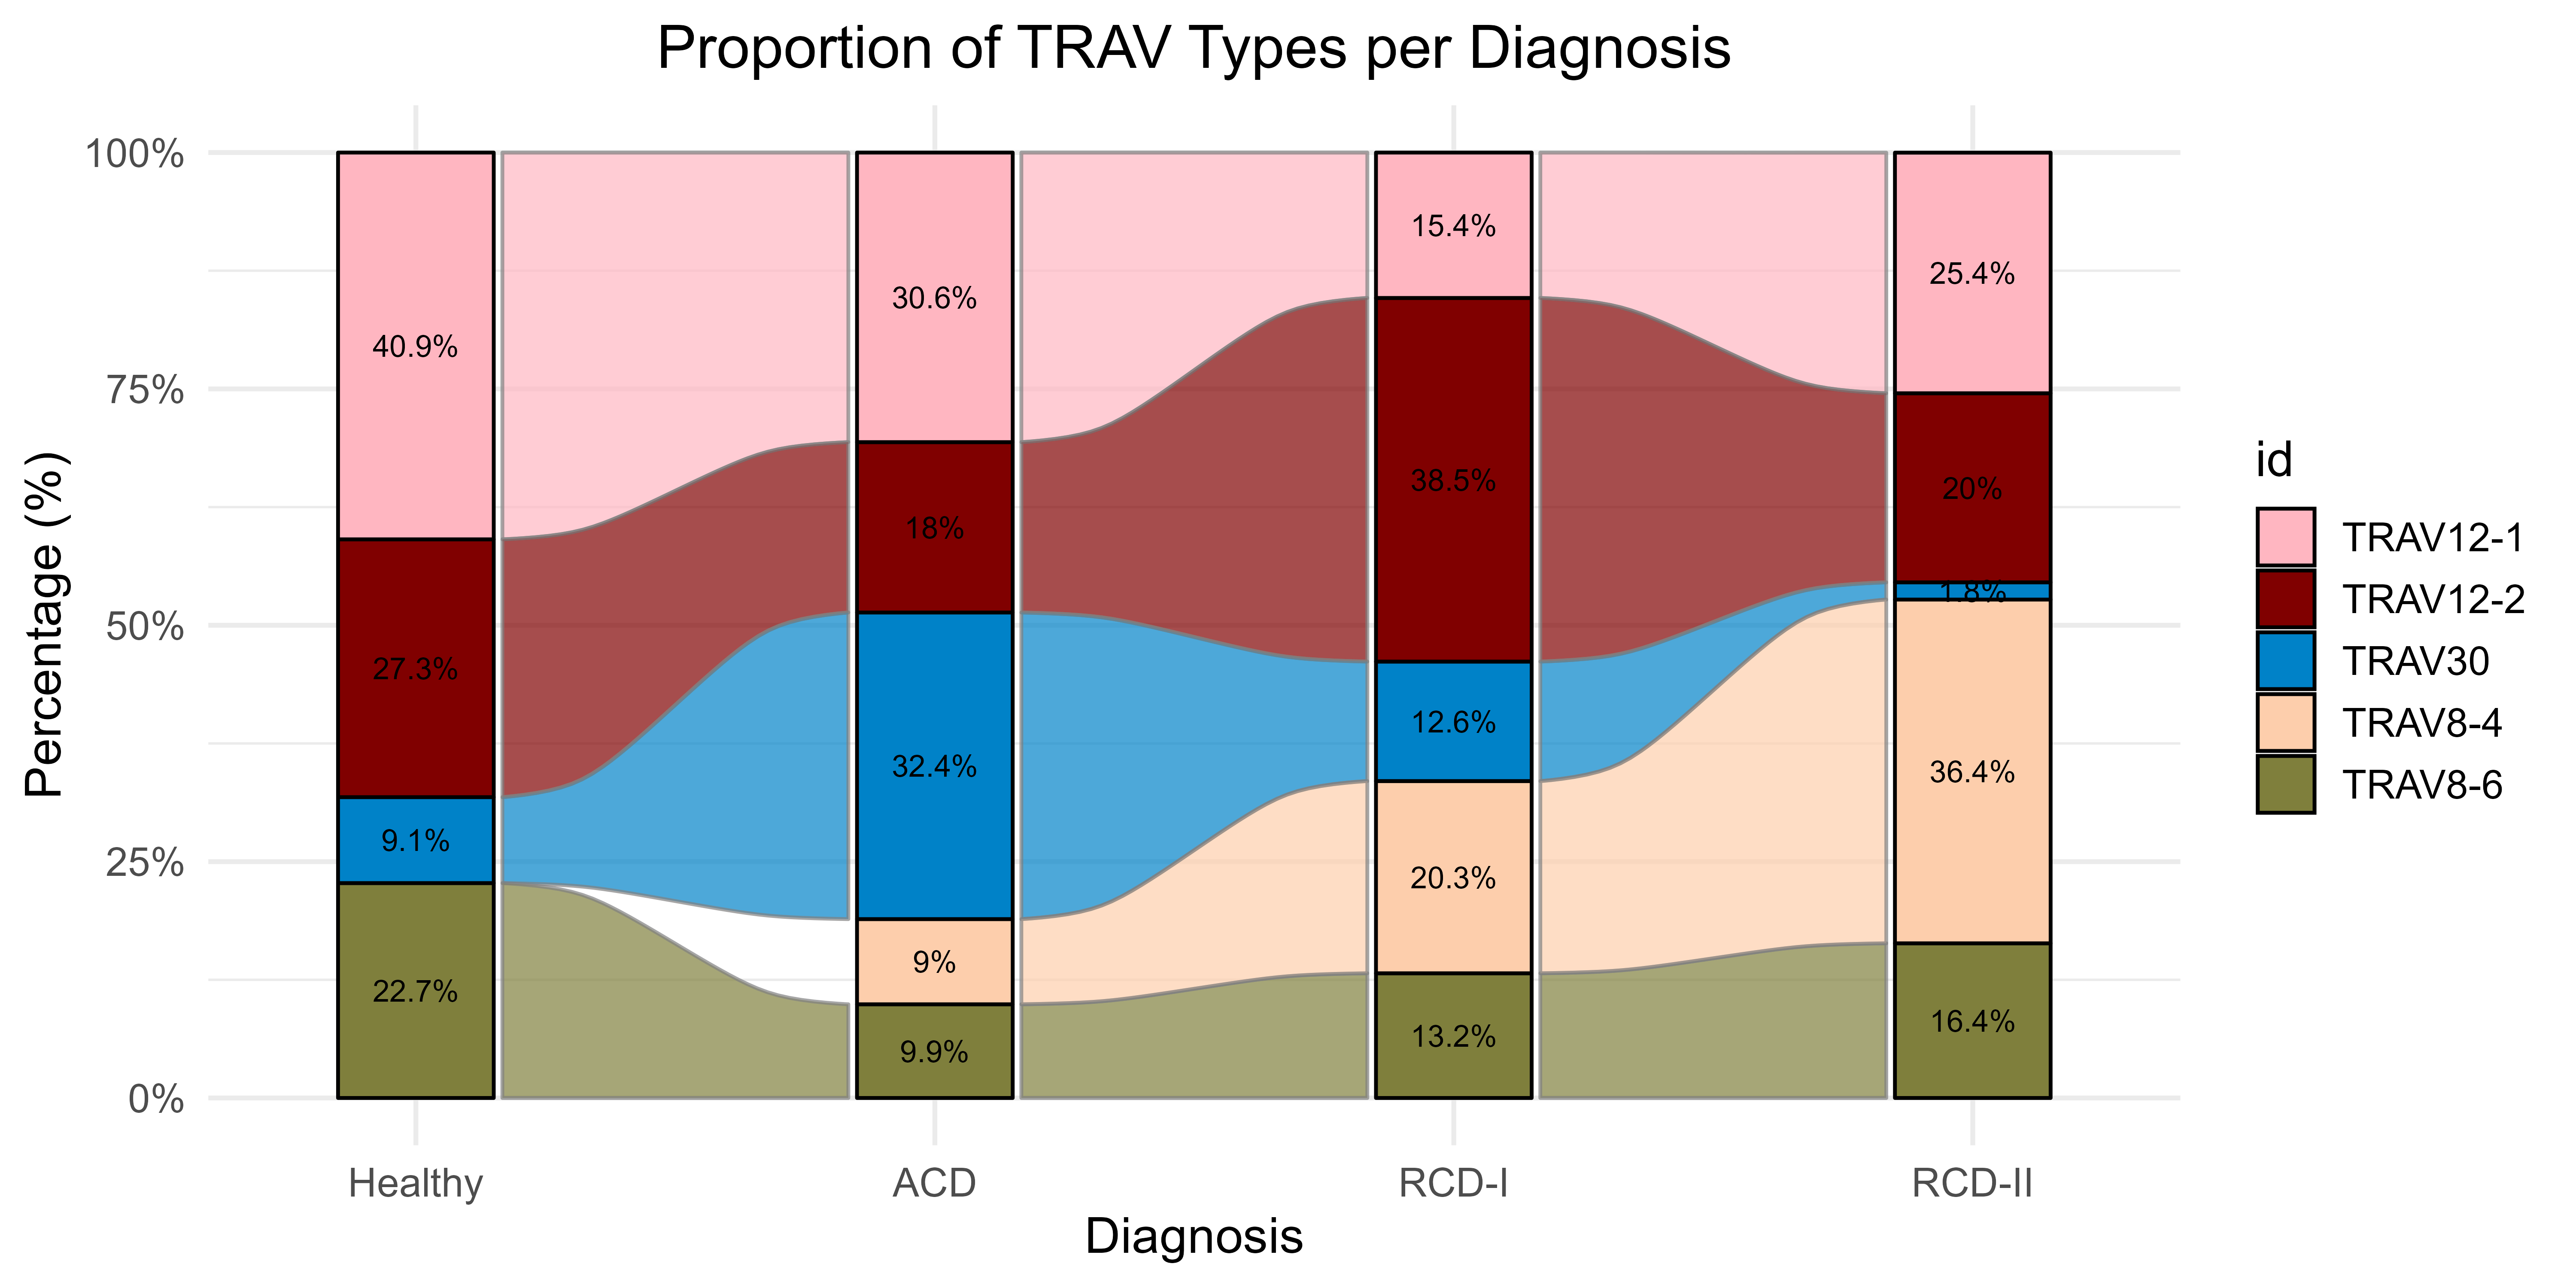 Proportion of TRAV Types per Diagnosis
Percentage (%)
100%
75%
50%
25%
0%
40.9%
27.3%
9.1%
22.7%
30.6%
18%
32.4%
9%
9.9%
15.4%
38.5%
12.6%
20.3%
13.2%
25.4%
20%
1.8%
36.4%
16.4%
Healthy
ACD
RCD-I
RCD-II
Diagnosis
id
TRAV12-1
TRAV12-2
TRAV30
TRAV8-4
TRAV8-6